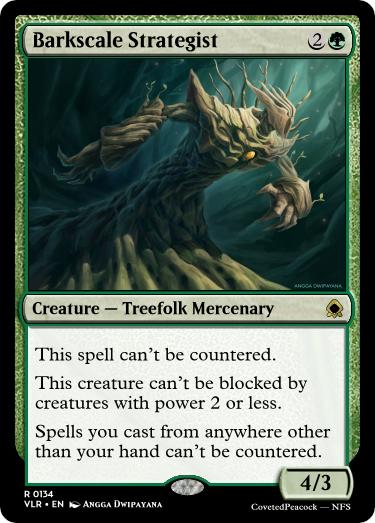 Barkscale Strategist 2
ANGGA DWIPAYANA
Creature — Treefolk Mercenary
This spell can't be countered.
This creature can't be blocked by
creatures with power 2 or less.
Spells you cast from anywhere other
than your hand can't be countered.
4/3
R 0134
VLR • EN Angga Dwipayana
CovetedPeacock — NFS